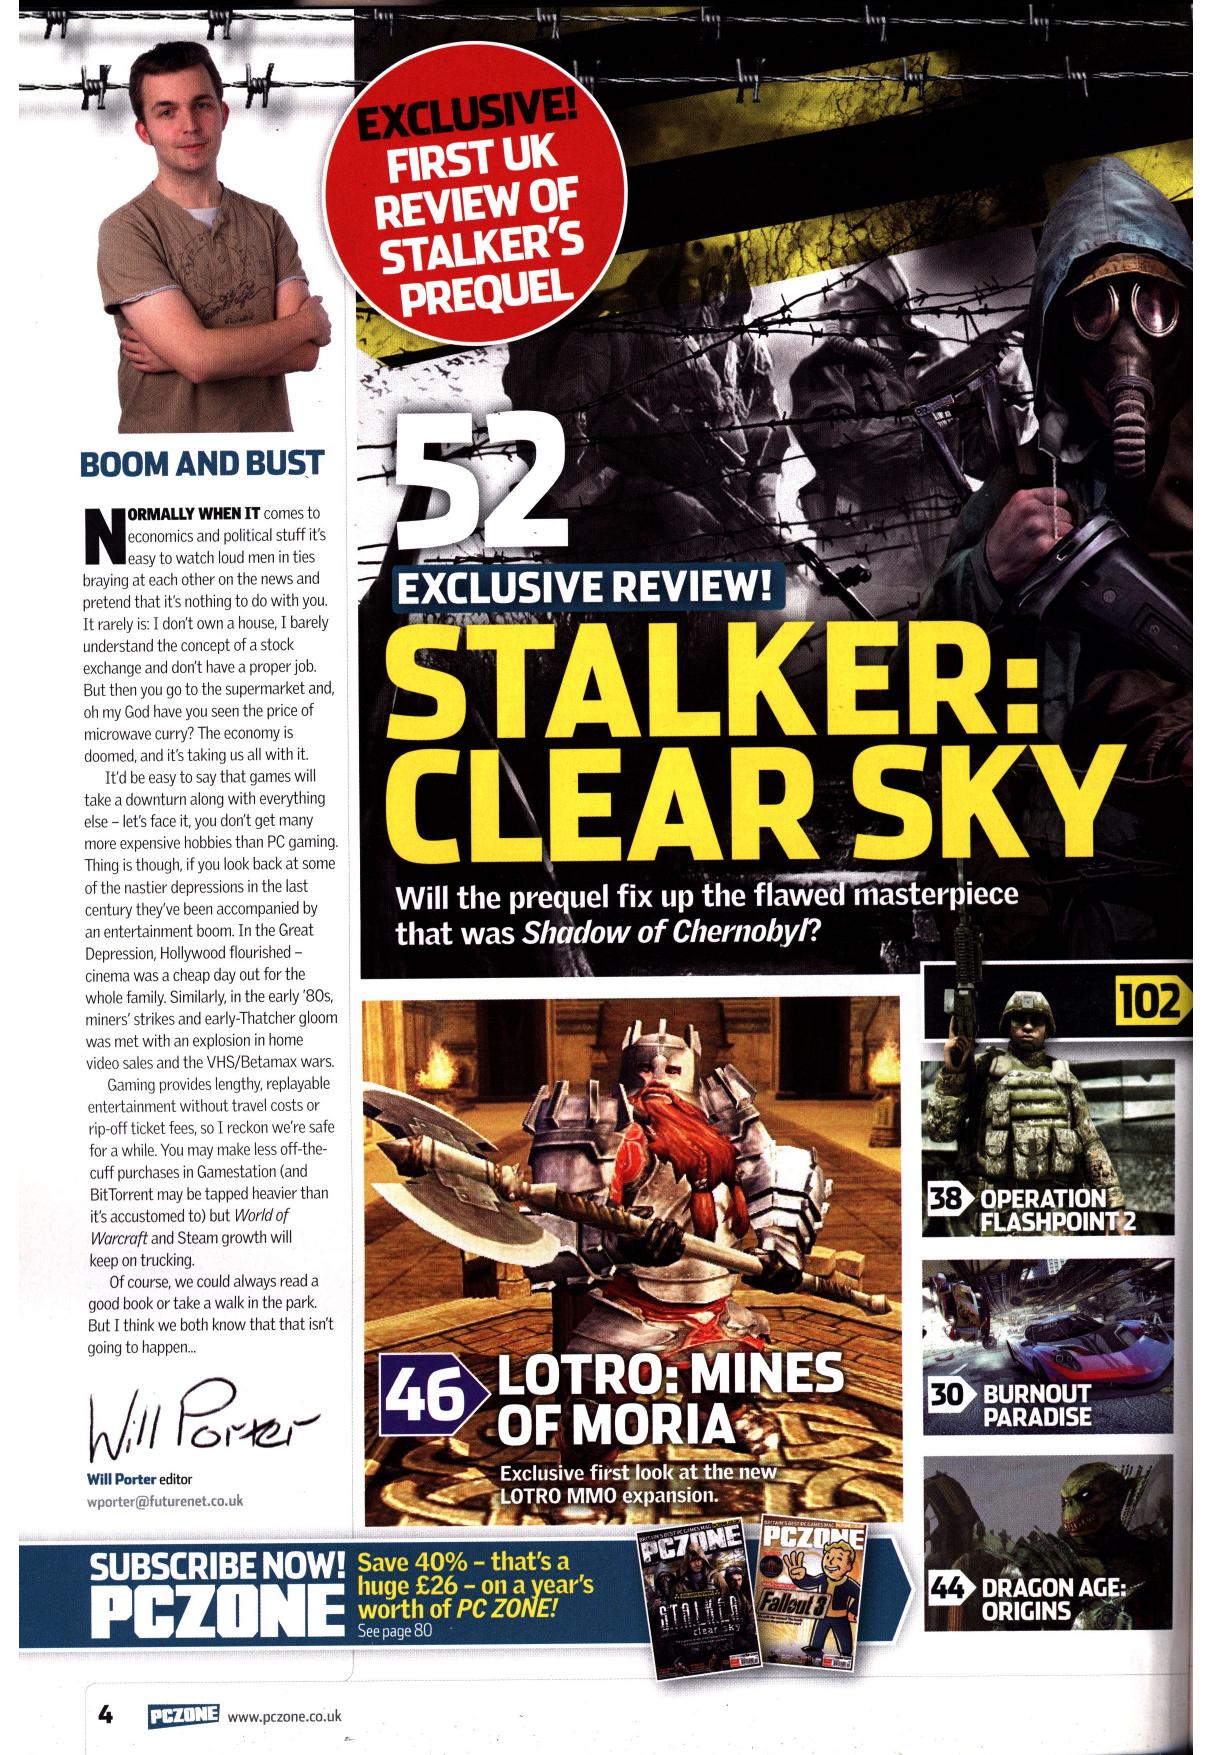 EXCLUSIVE!
FIRST UK
REVIEW OF
STALKER'S
PREQUEL
BOOM AND BUST
NORMALLY WHEN IT comes to
economics and political stuff it's
easy to watch loud men in ties
braying at each other on the news and
pretend that it's nothing to do with you.
It rarely is: I don't own a house, I barely
understand the concept of a stock
exchange and don't have a proper job.
But then you go to the supermarket and,
oh my God have you seen the price of
microwave curry? The economy is
doomed, and it's taking us all with it.
It'd be easy to say that games will
take a downturn along with everything
else – let's face it, you don't get many
more expensive hobbies than PC gaming.
Thing is though, if you look back at some
of the nastier depressions in the last
century they've been accompanied by
an entertainment boom. In the Great
Depression, Hollywood flourished –
cinema was a cheap day out for the
whole family. Similarly, in the early '80s,
miners' strikes and early-Thatcher gloom
was met with an explosion in home
video sales and the VHS/Betamax wars.
Gaming provides lengthy, replayable
entertainment without travel costs or
rip-off ticket fees, so I reckon we're safe
for a while. You may make less off-the-
cuff purchases in Gamestation (and
BitTorrent may be tapped heavier than
it's accustomed to) but World of
Warcraft and Steam growth will
keep on trucking.
Of course, we could always read a
good book or take a walk in the park.
But I think we both know that that isn't
going to happen...
Will Porter
Will Porter editor
wporter@futurenet.co.uk
52
EXCLUSIVE REVIEW!
STALKER:
CLEAR SKY
Will the prequel fix up the flawed masterpiece
that was Shadow of Chernobyl?
46
LOTRO: MINES
OF MORIA
Exclusive first look at the new
LOTRO MMO expansion.
102
38 OPERATION
FLASHPOINT 2
30 BURNOUT
PARADISE
44 DRAGON AGE:
ORIGINS
SUBSCRIBE NOW!
PCZONE
Save 40% – that's a
huge £26 – on a year's
worth of PC ZONE!
See page 80
PCZONE
STALKER
clear sky
PCZONE
Fallout 3
4
PCZONE
www.pczone.co.uk